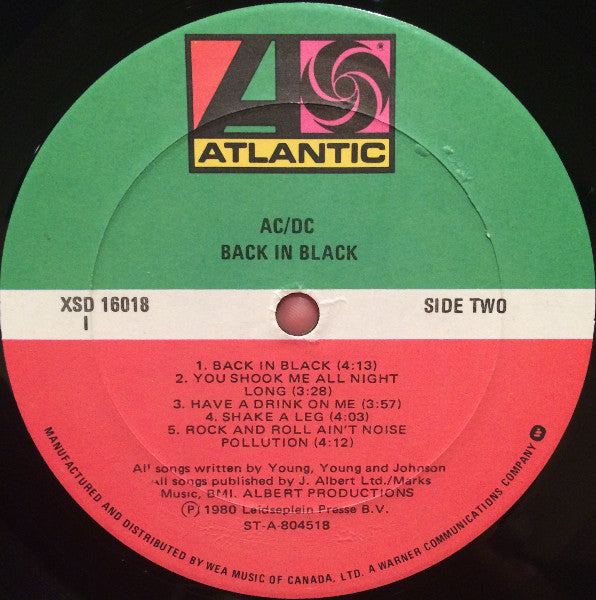 ATLANTIC
®
AC/DC
BACK IN BLACK
XSD 16018
I
SIDE TWO
1. BACK IN BLACK (4:13)
2. YOU SHOOK ME ALL NIGHT
LONG (3:28)
3. HAVE A DRINK ON ME (3:57)
4. SHAKE A LEG (4:03)
5. ROCK AND ROLL AIN'T NOISE
POLLUTION (4:12)
All songs written by Young, Young and Johnson
All songs published by J. Albert Ltd./Marks
Music, BMI. ALBERT PRODUCTIONS
Ⓟ 1980 Leidseplein Presse B.V.
ST-A-804518
MANUFACTURED AND DISTRIBUTED BY WEA MUSIC OF CANADA, LTD. A WARNER COMMUNICATIONS COMPANY